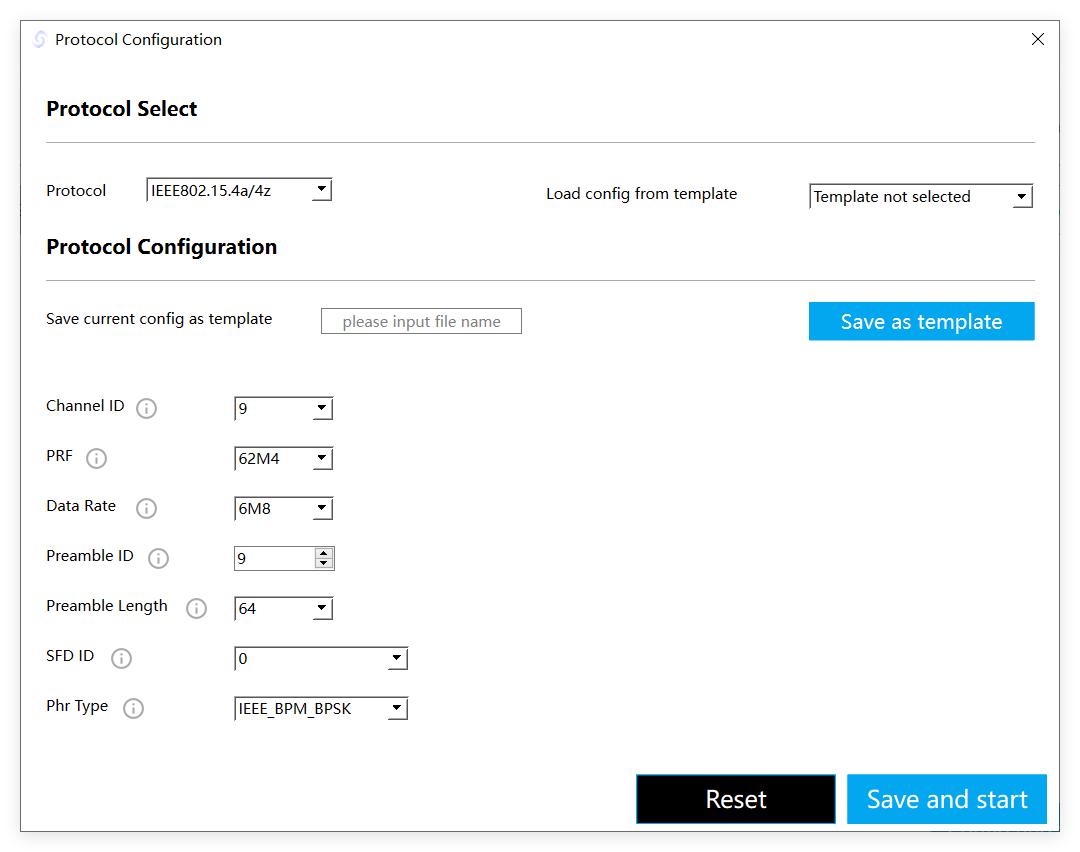 Protocol Configuration
Protocol Select
Protocol IEEE802.15.4a/4z Load config from template Template not selected
Protocol Configuration
Save current config as template please input file name Save as template
Channel ID 9
PRF 62M4
Data Rate 6M8
Preamble ID 9
Preamble Length 64
SFD ID 0
Phr Type IEEE_BPM_BPSK
Reset Save and start